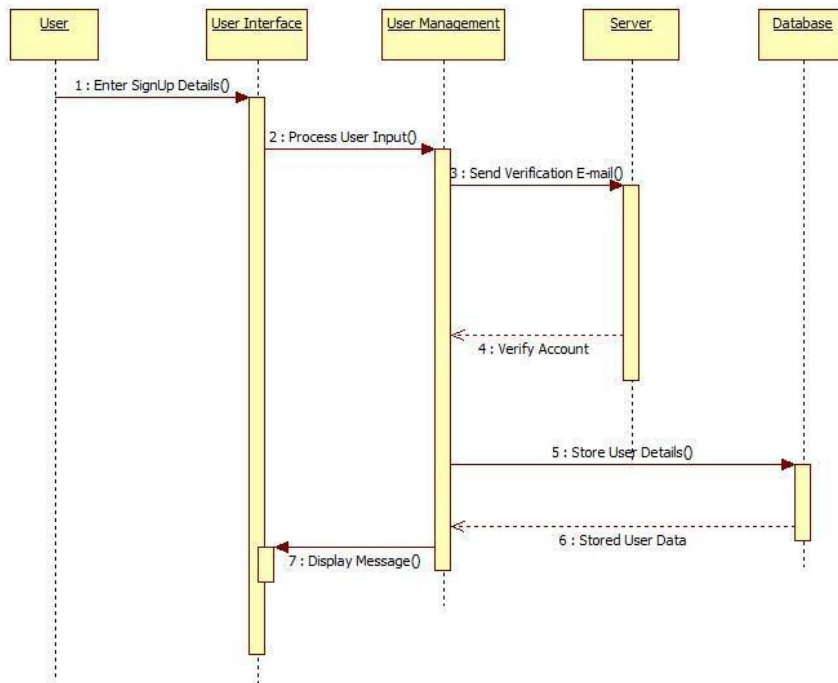 User
User Interface
User Management
Server
Database
1 : Enter SignUp Details()
2 : Process User Input()
3 : Send Verification E-mail()
4 : Verify Account
5 : Store User Details()
6 : Stored User Data
7 : Display Message()